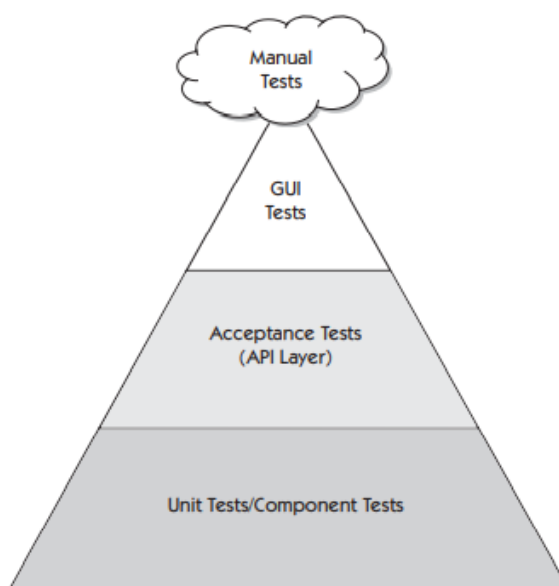 Manual
Tests
GUI
Tests
Acceptance Tests
(API Layer)
Unit Tests/Component Tests